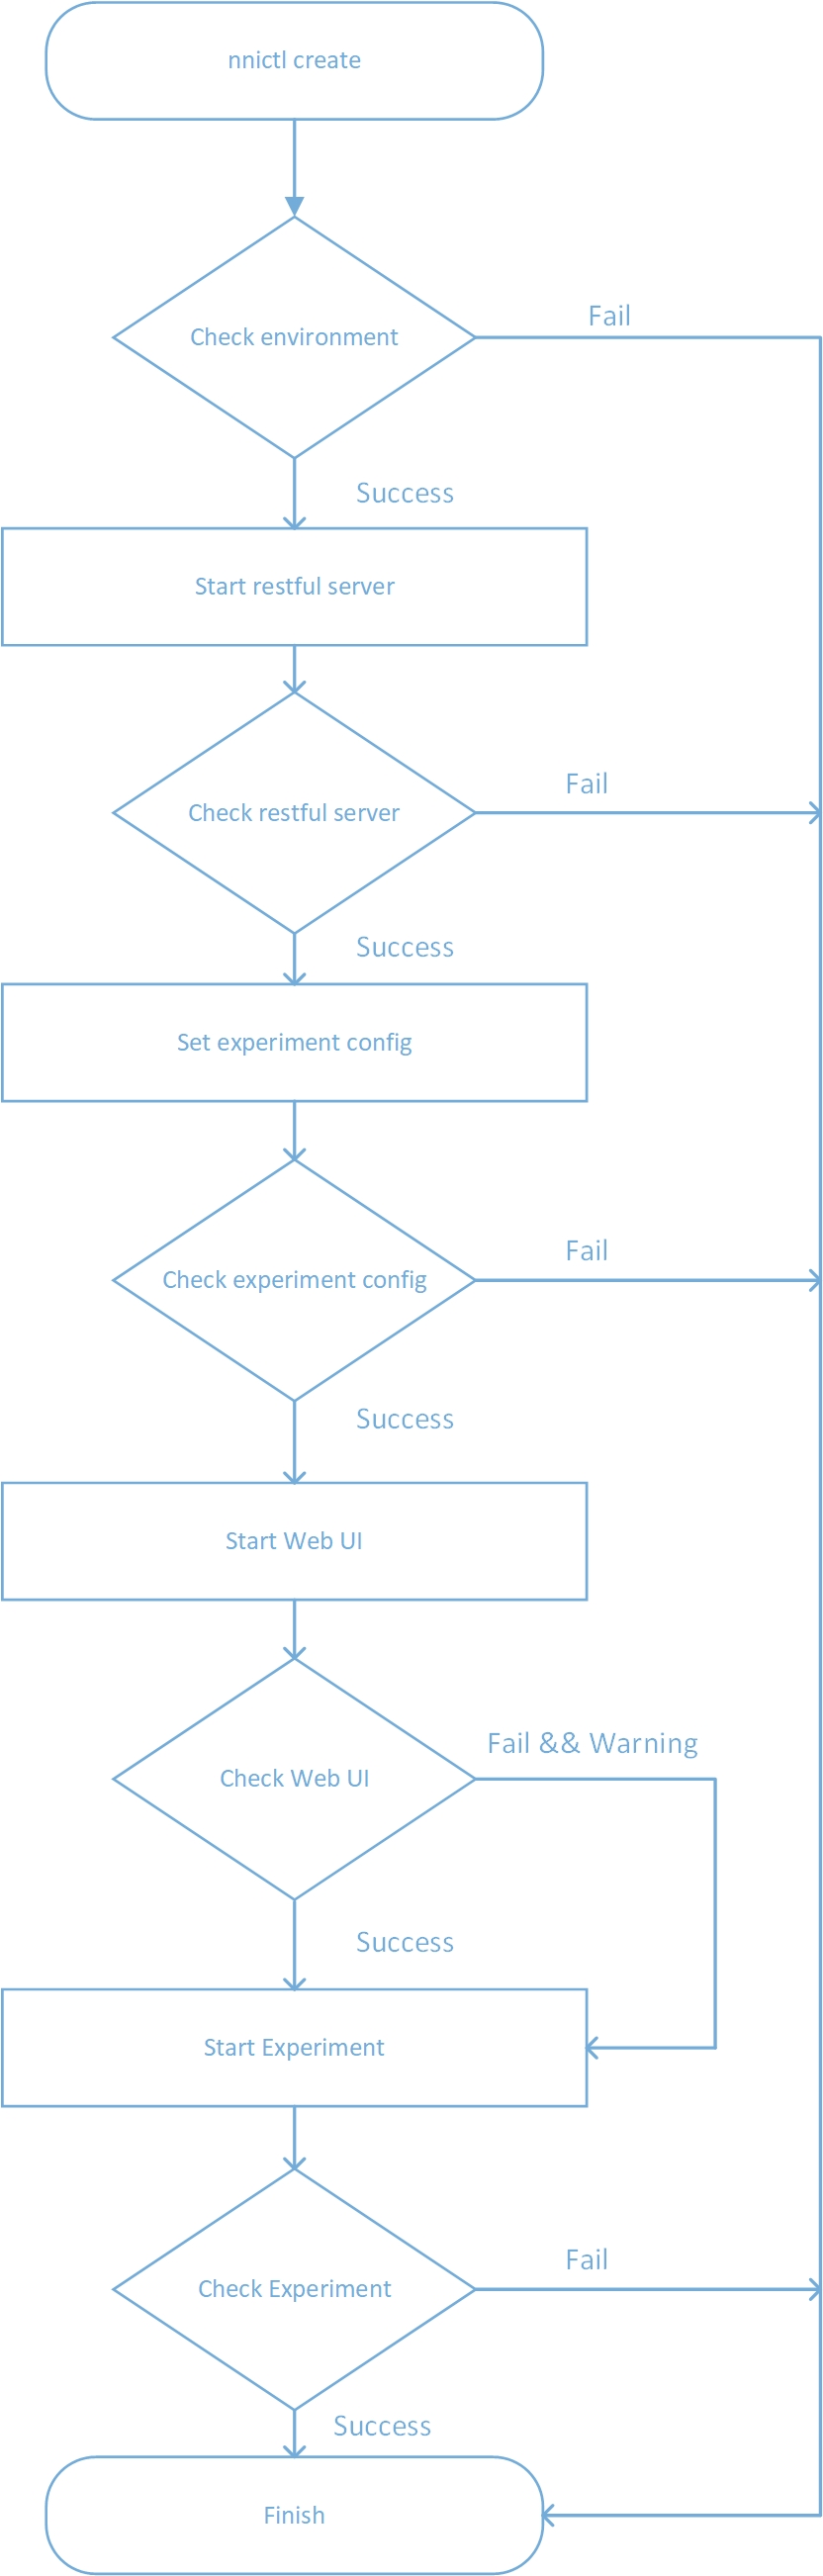 nnictl create
Check environment
Fail
Success
Start restful server
Fail
Check restful server
Success
Set experiment config
Fail
Check experiment config
Success
Start Web UI
Fail && Warning
Check Web UI
Success
Start Experiment
Fail
Check Experiment
Success
Finish